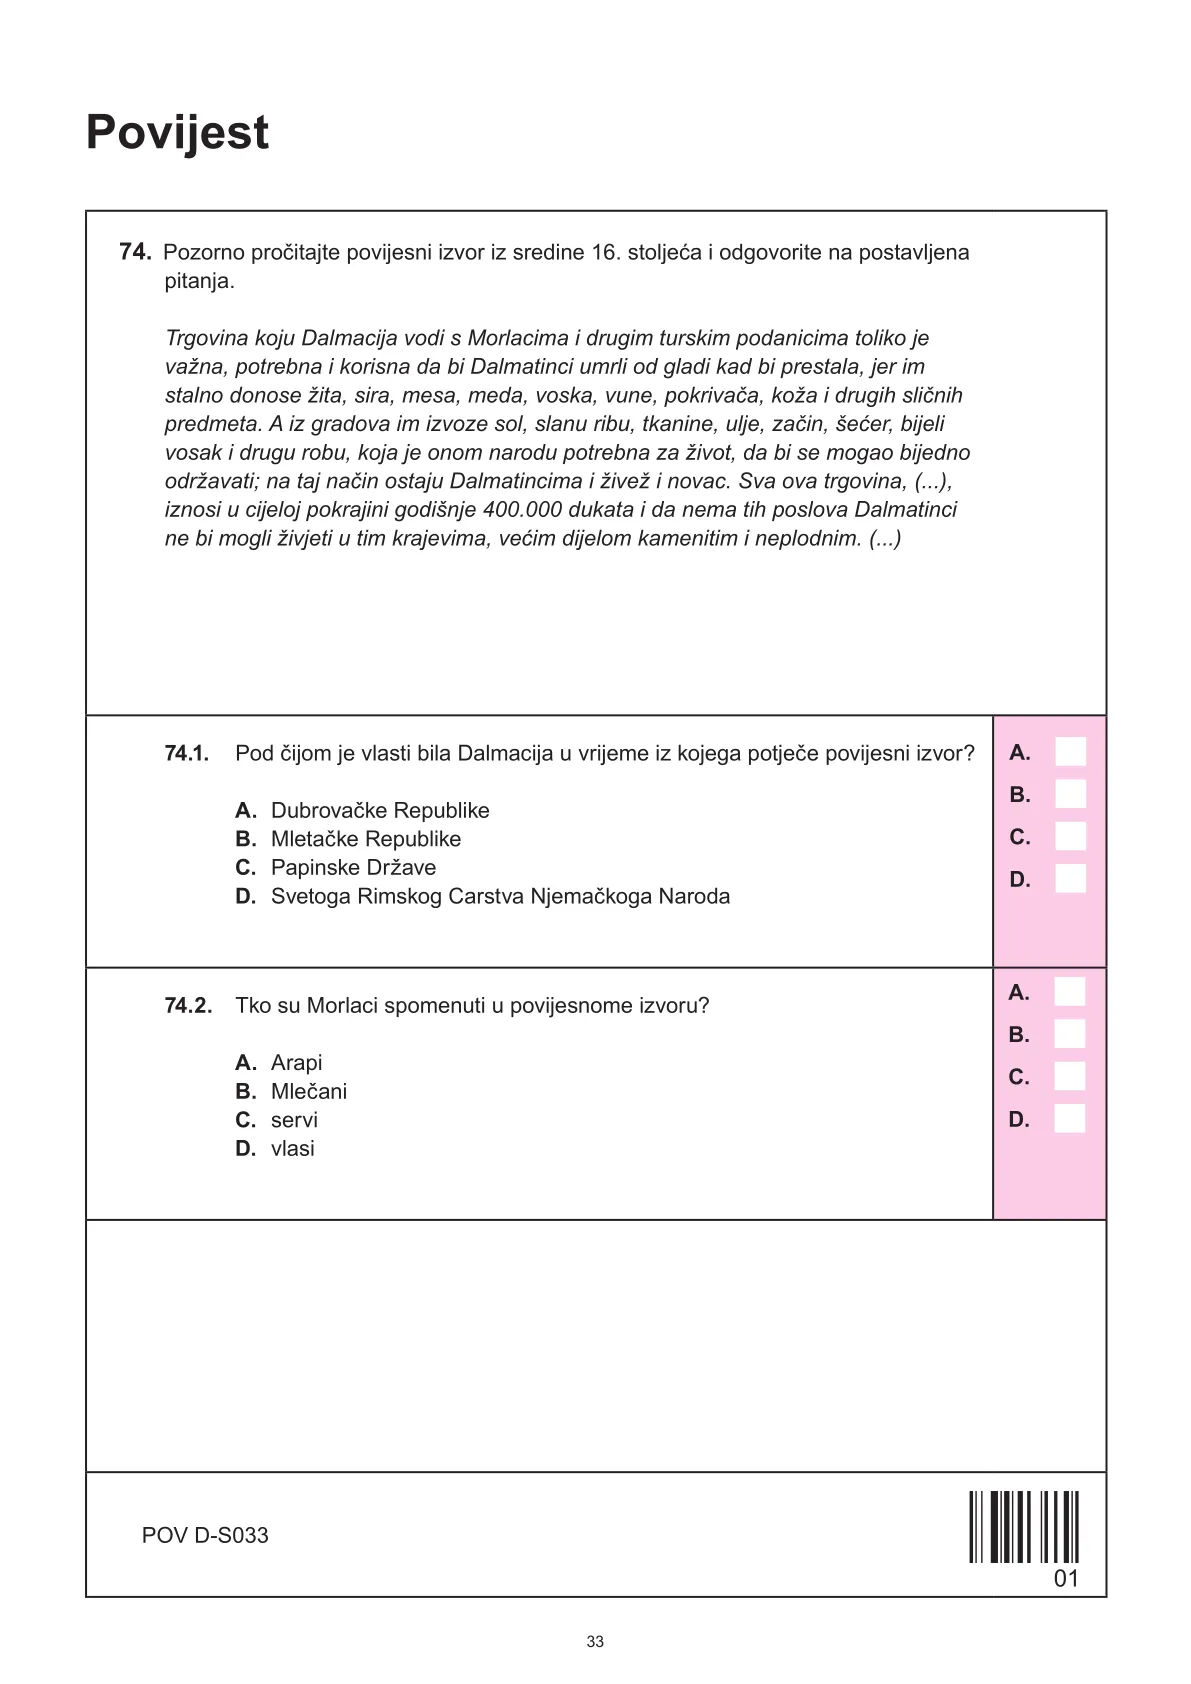 Povijest
74. Pozorno pročitajte povijesni izvor iz sredine 16. stoljeća i odgovorite na postavljena
pitanja.
Trgovina koju Dalmacija vodi s Morlacima i drugim turskim podanicima toliko je
važna, potrebna i korisna da bi Dalmatinci umrli od gladi kad bi prestala, jer im
stalno donose žita, sira, mesa, meda, voska, vune, pokrivača, koža i drugih sličnih
predmeta. A iz gradova im izvoze sol, slanu ribu, tkanine, ulje, začin, šećer, bijeli
vosak i drugu robu, koja je onom narodu potrebna za život, da bi se mogao bijedno
održavati; na taj način ostaju Dalmatincima i živež i novac. Sva ova trgovina, (...),
iznosi u cijeloj pokrajini godišnje 400.000 dukata i da nema tih poslova Dalmatinci
ne bi mogli živjeti u tim krajevima, većim dijelom kamenitim i neplodnim. (...)
74.1. Pod čijom je vlasti bila Dalmacija u vrijeme iz kojega potječe povijesni izvor?
A. Dubrovačke Republike
B. Mletačke Republike
C. Papinske Države
D. Svetoga Rimskog Carstva Njemačkoga Naroda
A.
B.
C.
D.
74.2. Tko su Morlaci spomenuti u povijesnome izvoru?
A. Arapi
B. Mlečani
C. servi
D. vlasi
A.
B.
C.
D.
POV D-S033
01
33